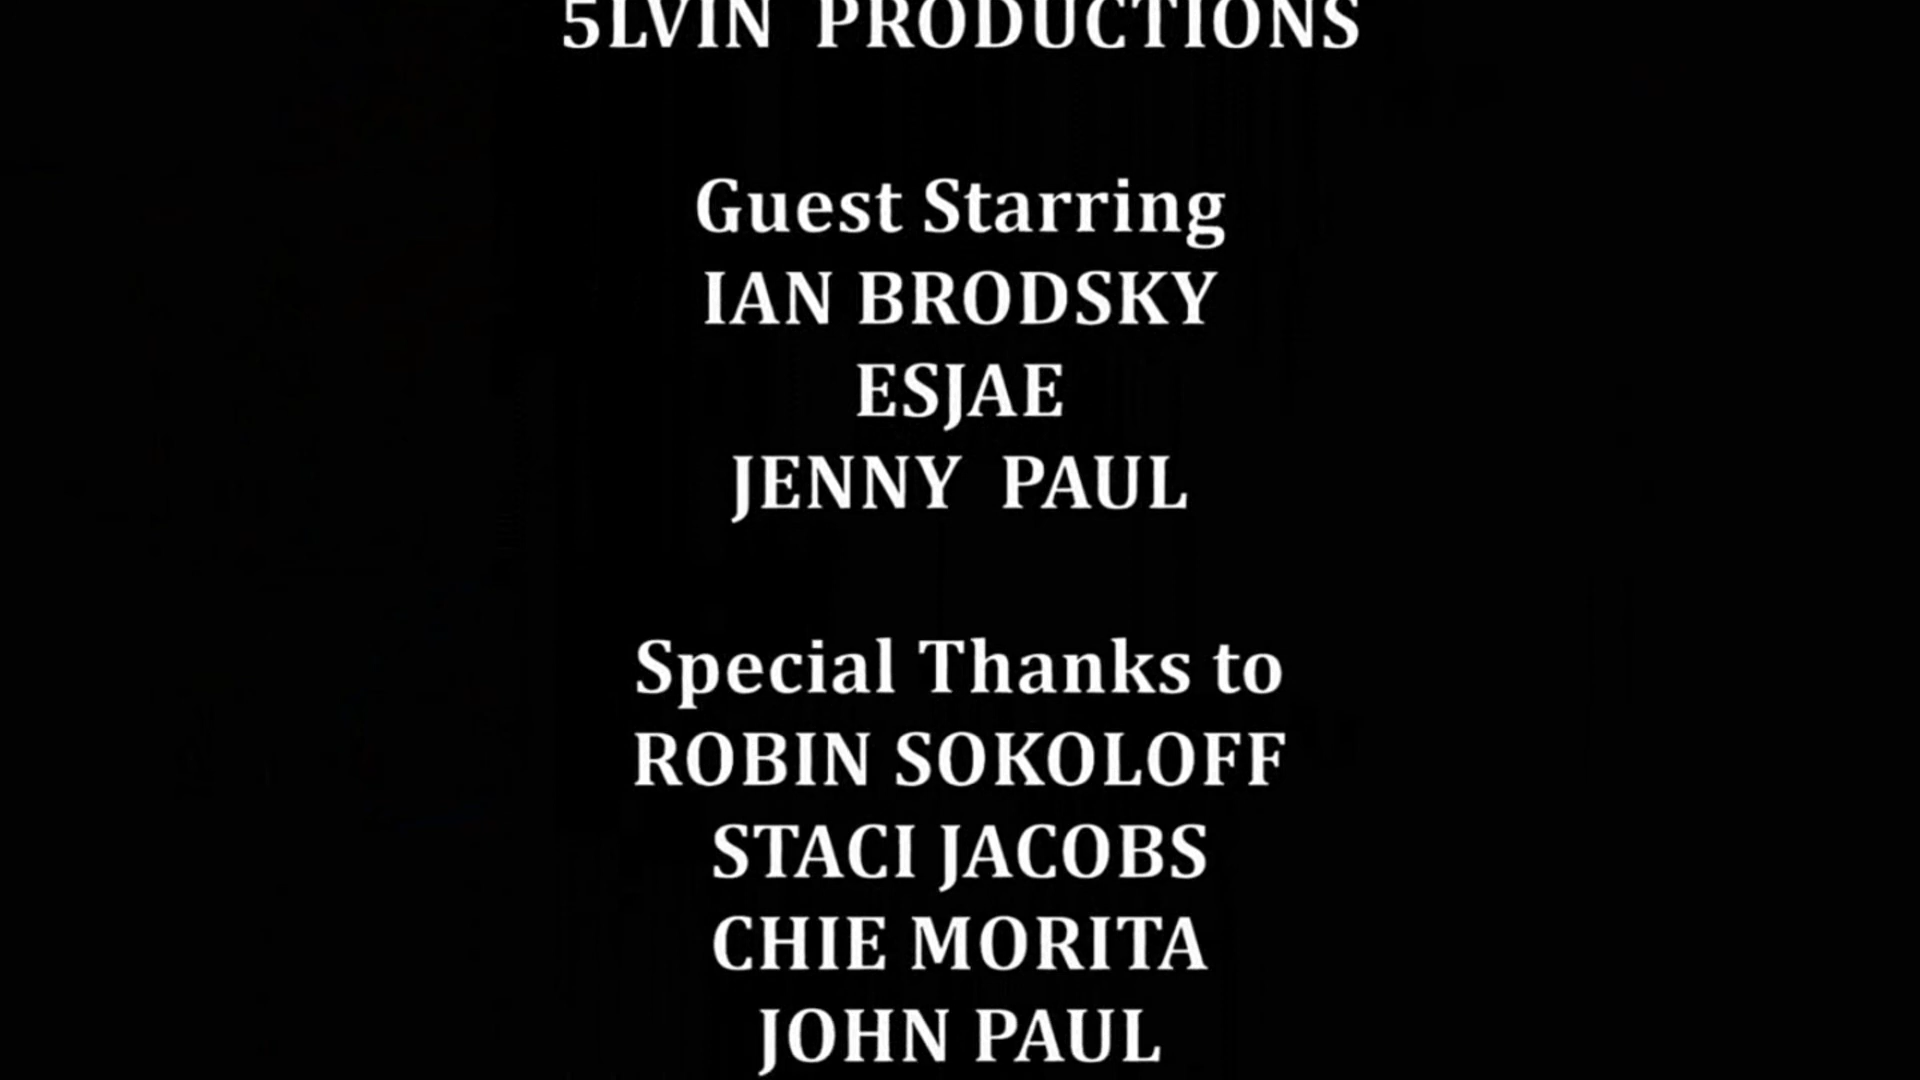 5LVIN PRODUCTIONS
Guest Starring
IAN BRODSKY
ESJAE
JENNY PAUL
Special Thanks to
ROBIN SOKOLOFF
STACI JACOBS
CHIE MORITA
JOHN PAUL